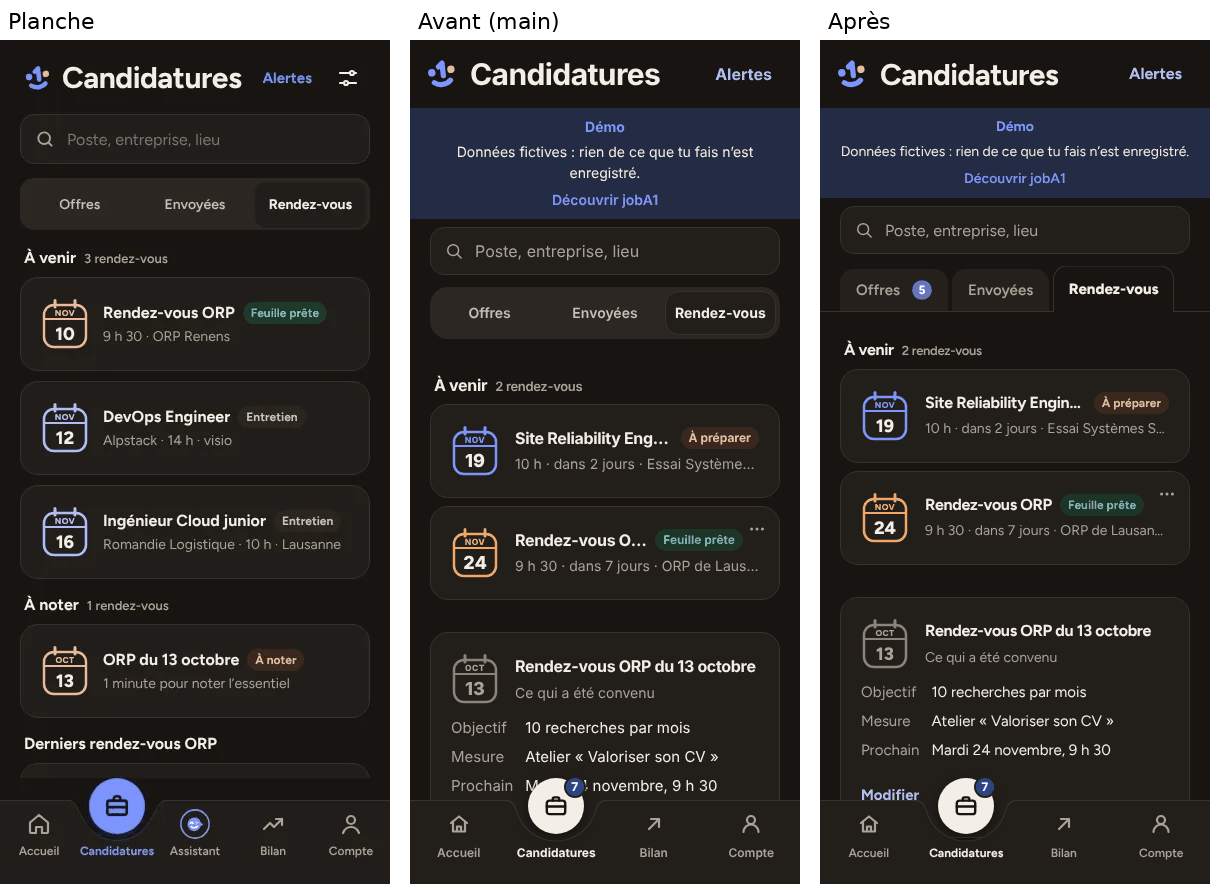 Planche
Candidatures
Alertes
Poste, entreprise, lieu
Offres
Envoyées
Rendez-vous
À venir 3 rendez-vous
NOV
10
Rendez-vous ORP
Feuille prête
9 h 30 · ORP Renens
NOV
12
DevOps Engineer
Entretien
Alpstack · 14 h · visio
NOV
16
Ingénieur Cloud junior
Entretien
Romandie Logistique · 10 h · Lausanne
À noter 1 rendez-vous
OCT
13
ORP du 13 octobre
À noter
1 minute pour noter l’essentiel
Derniers rendez-vous ORP
Accueil
Candidatures
Assistant
Bilan
Compte
Avant (main)
Candidatures
Alertes
Démo
Données fictives : rien de ce que tu fais n’est
enregistré.
Découvrir jobA1
Poste, entreprise, lieu
Offres
Envoyées
Rendez-vous
À venir 2 rendez-vous
NOV
19
Site Reliability Eng…
À préparer
10 h · dans 2 jours · Essai Système…
NOV
24
Rendez-vous O…
Feuille prête
9 h 30 · dans 7 jours · ORP de Laus…
OCT
13
Rendez-vous ORP du 13 octobre
Ce qui a été convenu
Objectif 10 recherches par mois
Mesure Atelier « Valoriser son CV »
Prochain novembre, 9 h 30
7
Accueil
Candidatures
Bilan
Compte
Après
Candidatures
Alertes
Démo
Données fictives : rien de ce que tu fais n’est enregistré.
Découvrir jobA1
Poste, entreprise, lieu
Offres 5
Envoyées
Rendez-vous
À venir 2 rendez-vous
NOV
19
Site Reliability Engin…
À préparer
10 h · dans 2 jours · Essai Systèmes S…
NOV
24
Rendez-vous ORP
Feuille prête
9 h 30 · dans 7 jours · ORP de Lausan…
OCT
13
Rendez-vous ORP du 13 octobre
Ce qui a été convenu
Objectif 10 recherches par mois
Mesure Atelier « Valoriser son CV »
Prochain Mardi 24 novembre, 9 h 30
Modifier
7
Accueil
Candidatures
Bilan
Compte